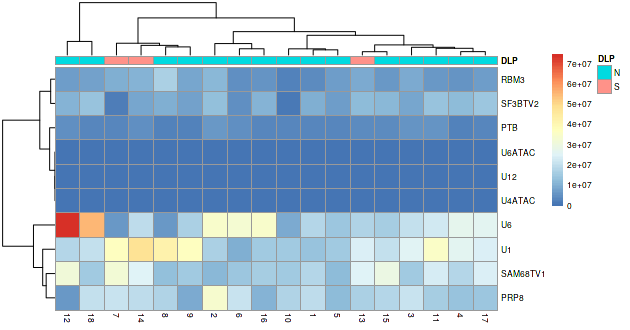 DLP
RBM3
SF3BTV2
PTB
U6ATAC
U12
U4ATAC
U6
U1
SAM68TV1
PRP8
12 18 7 14 8 9 2 6 16 10 1 5 13 15 3 11 4 17
7e+07
6e+07
5e+07
4e+07
3e+07
2e+07
1e+07
0
DLP
N
S